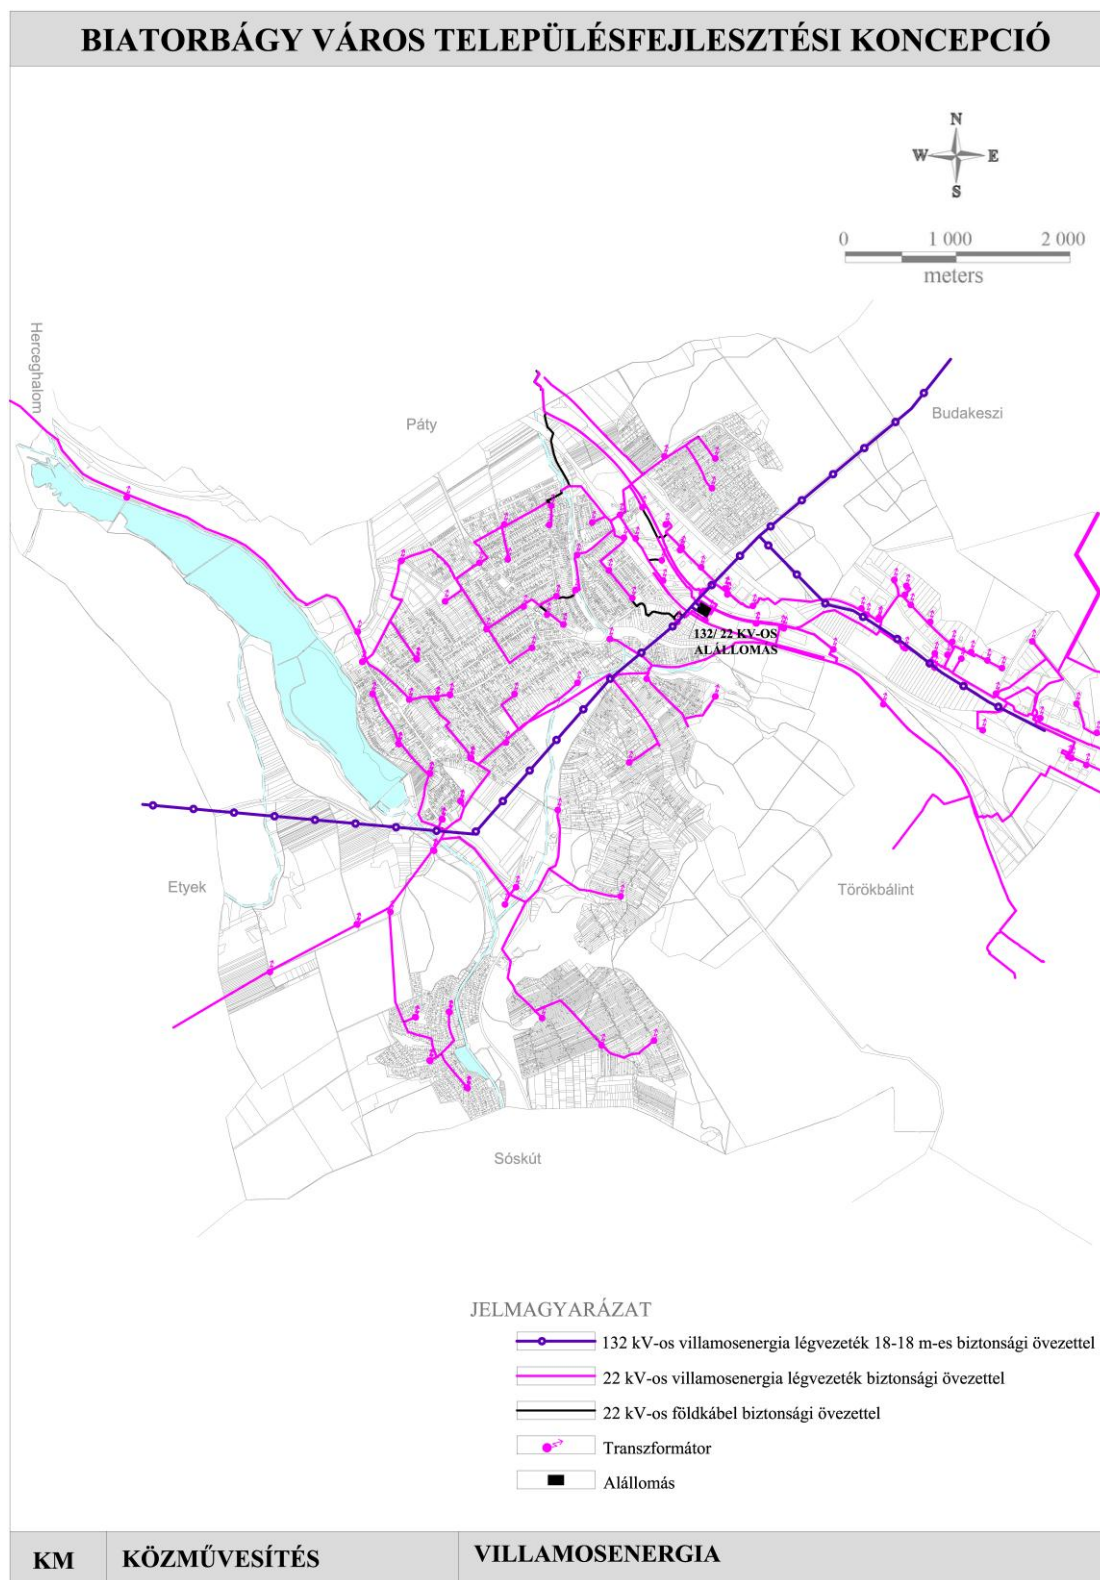 BIATORBÁGY VÁROS TELEPÜLÉSFEJLESZTÉSI KONCEPCIÓ
N
W E
S
0 1 000 2 000
meters
Herceghalom
Páty
Budakeszi
132/ 22 KV-OS
ALÁLLOMÁS
Etyek
Törökbálint
Sóskút
JELMAGYARÁZAT
132 kV-os villamosenergia légvezeték 18-18 m-es biztonsági övezettel
22 kV-os villamosenergia légvezeték biztonsági övezettel
22 kV-os földkábel biztonsági övezettel
Transzformátor
Alállomás
KM KÖZMŰVESÍTÉS VILLAMOSENERGIA